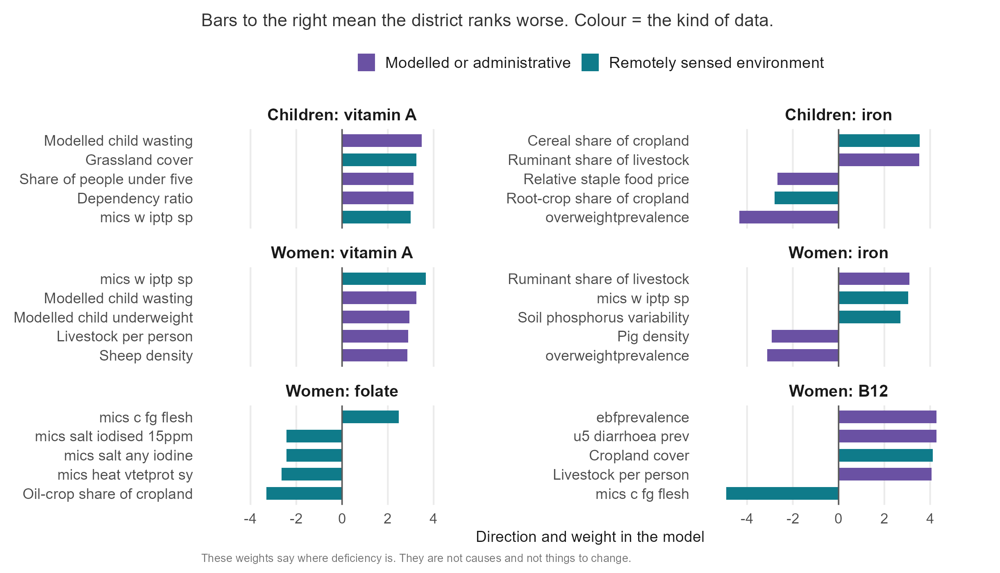 Bars to the right mean the district ranks worse. Colour = the kind of data.
Modelled or administrative
Remotely sensed environment
Children: vitamin A
Modelled child wasting
Grassland cover
Share of people under five
Dependency ratio
mics w iptp sp
Children: iron
Cereal share of cropland
Ruminant share of livestock
Relative staple food price
Root-crop share of cropland
overweightprevalence
Women: vitamin A
mics w iptp sp
Modelled child wasting
Modelled child underweight
Livestock per person
Sheep density
Women: iron
Ruminant share of livestock
mics w iptp sp
Soil phosphorus variability
Pig density
overweightprevalence
Women: folate
mics c fg flesh
mics salt iodised 15ppm
mics salt any iodine
mics heat vtetprot sy
Oil-crop share of cropland
-4 -2 0 2 4
Women: B12
ebfprevalence
u5 diarrhoea prev
Cropland cover
Livestock per person
mics c fg flesh
-4 -2 0 2 4
Direction and weight in the model
These weights say where deficiency is. They are not causes and not things to change.